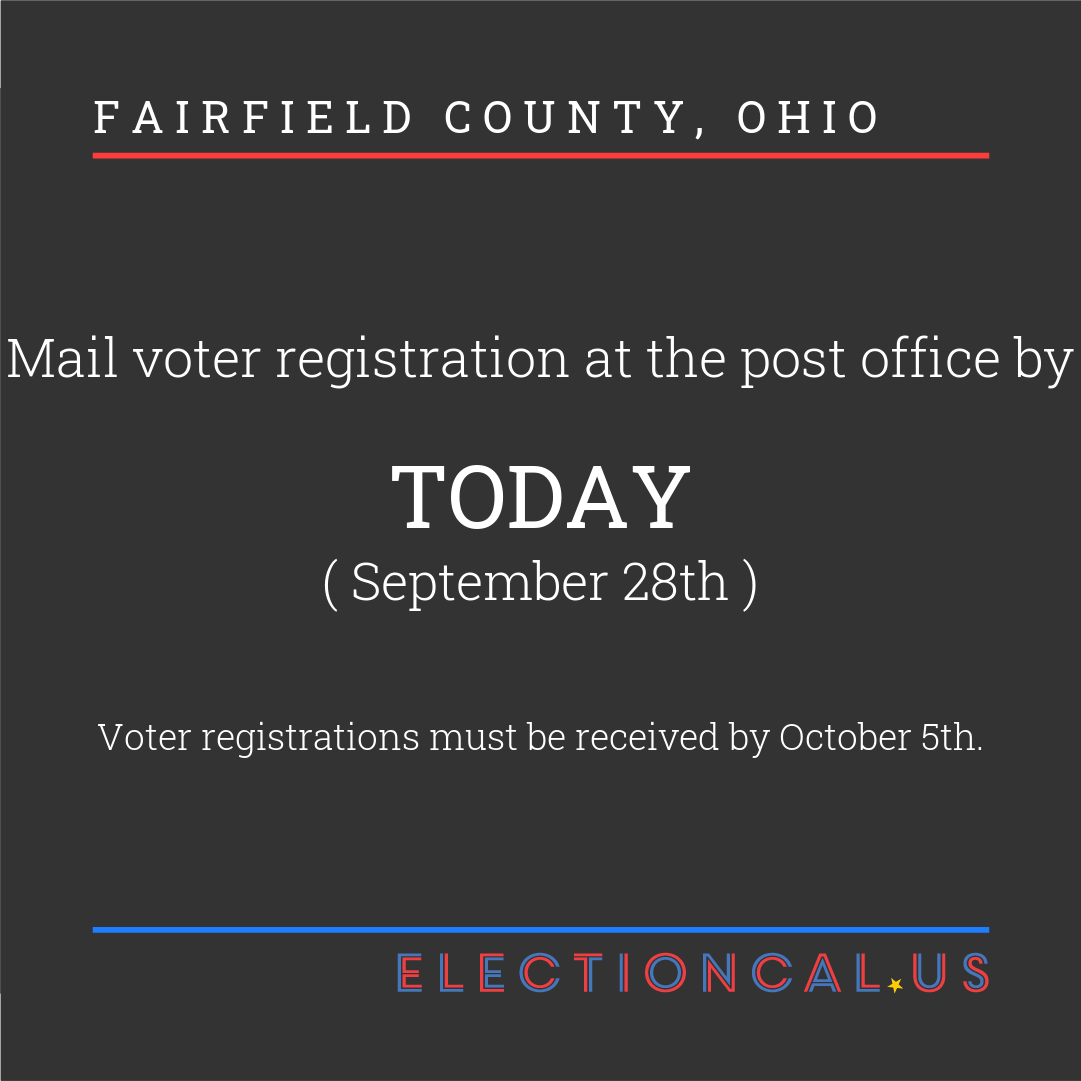 FAIRFIELD COUNTY, OHIO
Mail voter registration at the post office by
TODAY
( September 28th )
Voter registrations must be received by October 5th.
ELECTIONCAL.US